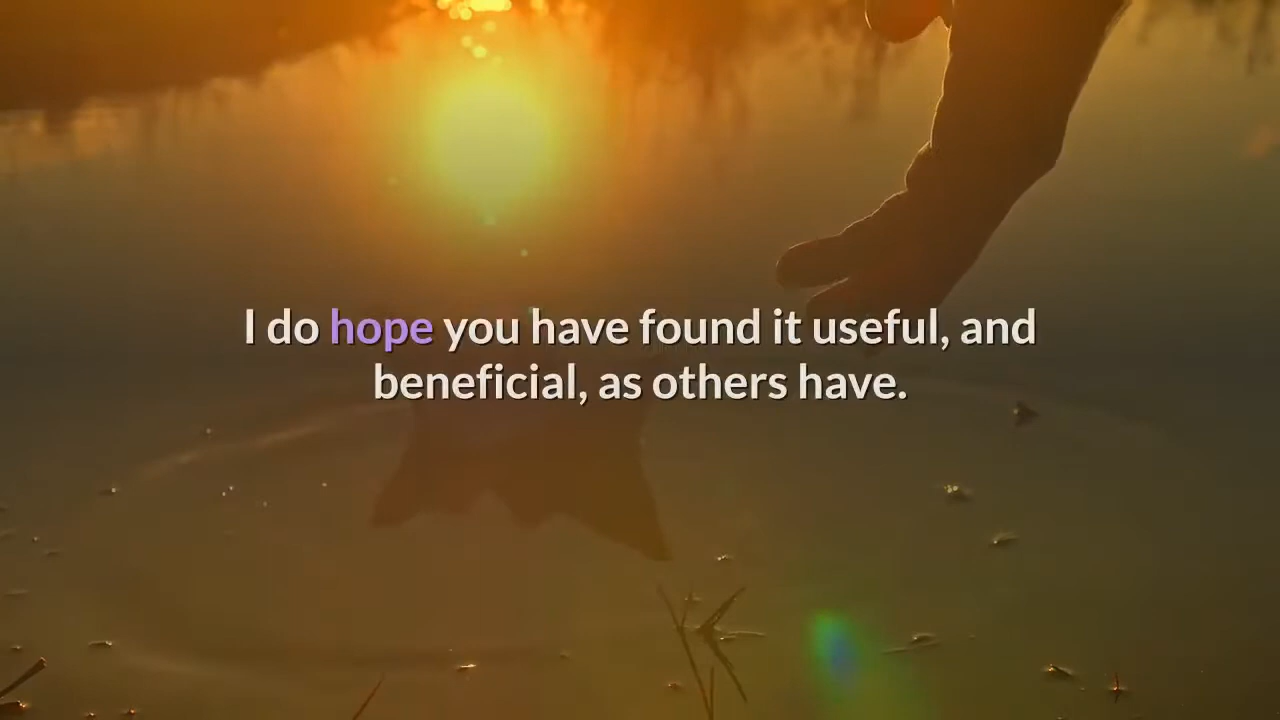 I do hope you have found it useful, and
beneficial, as others have.